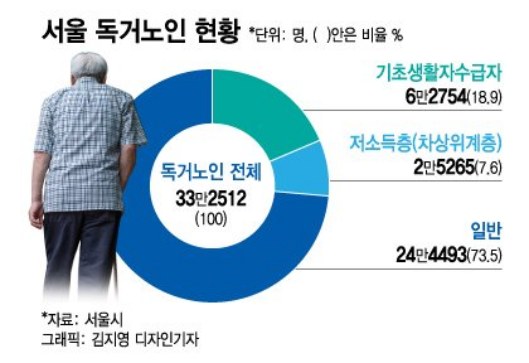 서울 독거노인 현황 *단위: 명, ( )안은 비율 %
기초생활자수급자
6만2754(18.9)
저소득층(차상위계층)
2만5265(7.6)
독거노인 전체
33만2512
(100)
일반
24만4493(73.5)
*자료: 서울시
그래픽: 김지영 디자인기자